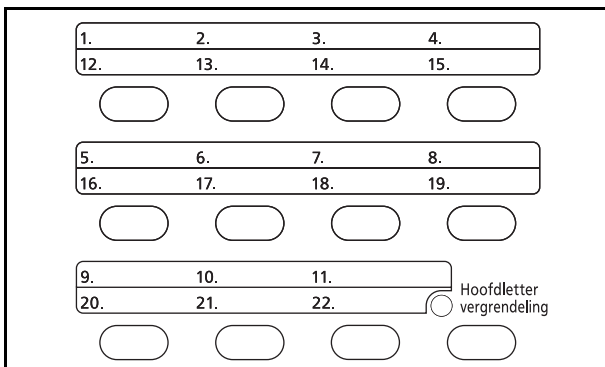 1. 2. 3. 4.
12. 13. 14. 15.
5. 6. 7. 8.
16. 17. 18. 19.
9. 10. 11.
20. 21. 22.
Hoofdletter
vergrendeling